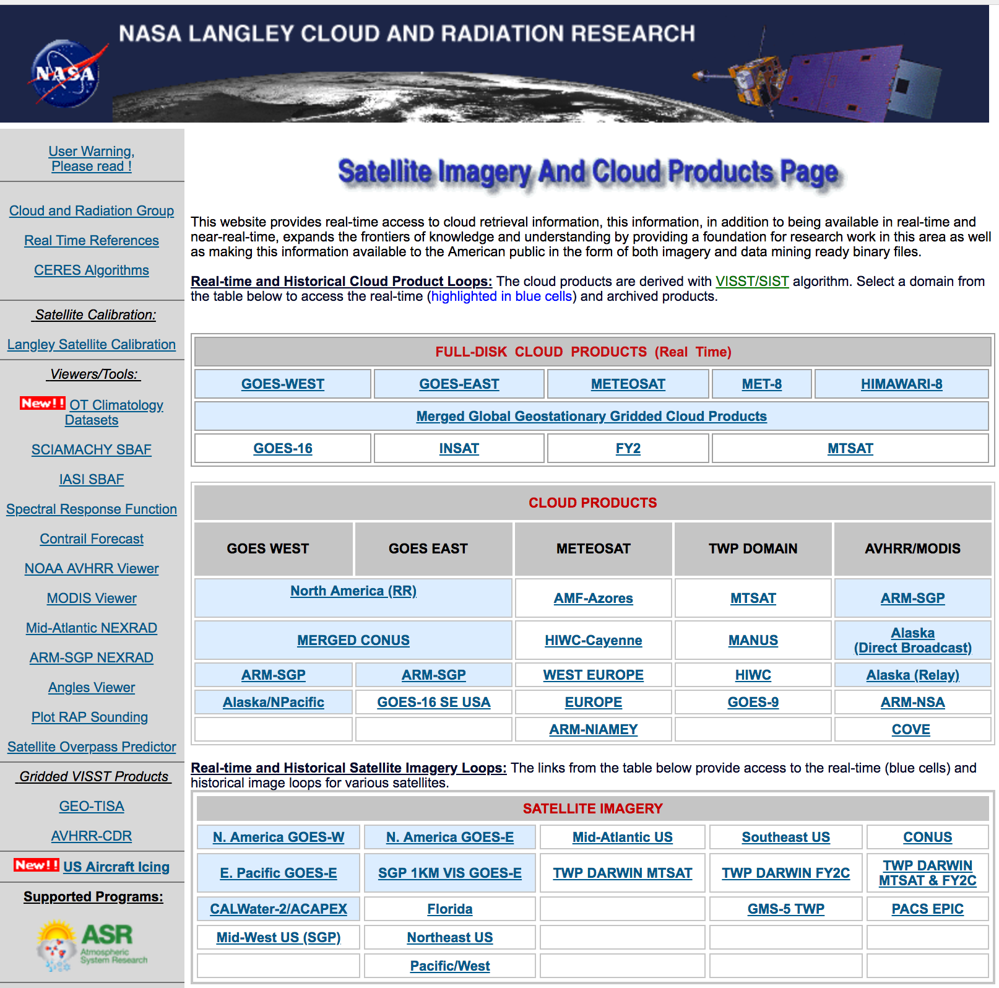 NASA LANGLEY CLOUD AND RADIATION RESEARCH
NASA
User Warning,
Please read !
Cloud and Radiation Group
Real Time References
CERES Algorithms
Satellite Calibration:
Langley Satellite Calibration
Viewers/Tools:
New!! OT Climatology
Datasets
SCIAMACHY SBAF
IASI SBAF
Spectral Response Function
Contrail Forecast
NOAA AVHRR Viewer
MODIS Viewer
Mid-Atlantic NEXRAD
ARM-SGP NEXRAD
Angles Viewer
Plot RAP Sounding
Satellite Overpass Predictor
Gridded VISST Products
GEO-TISA
AVHRR-CDR
New!! US Aircraft Icing
Supported Programs:
ASR
Atmospheric
System Research
Satellite Imagery And Cloud Products Page
This website provides real-time access to cloud retrieval information, this information, in addition to being available in real-time and
near-real-time, expands the frontiers of knowledge and understanding by providing a foundation for research work in this area as well
as making this information available to the American public in the form of both imagery and data mining ready binary files.
Real-time and Historical Cloud Product Loops: The cloud products are derived with VISST/SIST algorithm. Select a domain from
the table below to access the real-time (highlighted in blue cells) and archived products.
FULL-DISK CLOUD PRODUCTS (Real Time)
GOES-WEST GOES-EAST METEOSAT MET-8 HIMAWARI-8
Merged Global Geostationary Gridded Cloud Products
GOES-16 INSAT FY2 MTSAT
CLOUD PRODUCTS
GOES WEST GOES EAST METEOSAT TWP DOMAIN AVHRR/MODIS
North America (RR) AMF-Azores MTSAT ARM-SGP
MERGED CONUS HIWC-Cayenne MANUS Alaska
(Direct Broadcast)
ARM-SGP ARM-SGP WEST EUROPE HIWC Alaska (Relay)
Alaska/NPacific GOES-16 SE USA EUROPE GOES-9 ARM-NSA
ARM-NIAMEY COVE
Real-time and Historical Satellite Imagery Loops: The links from the table below provide access to the real-time (blue cells) and
historical image loops for various satellites.
SATELLITE IMAGERY
N. America GOES-W N. America GOES-E Mid-Atlantic US Southeast US CONUS
E. Pacific GOES-E SGP 1KM VIS GOES-E TWP DARWIN MTSAT TWP DARWIN FY2C TWP DARWIN
MTSAT & FY2C
CALWater-2/ACAPEX Florida GMS-5 TWP PACS EPIC
Mid-West US (SGP) Northeast US
Pacific/West